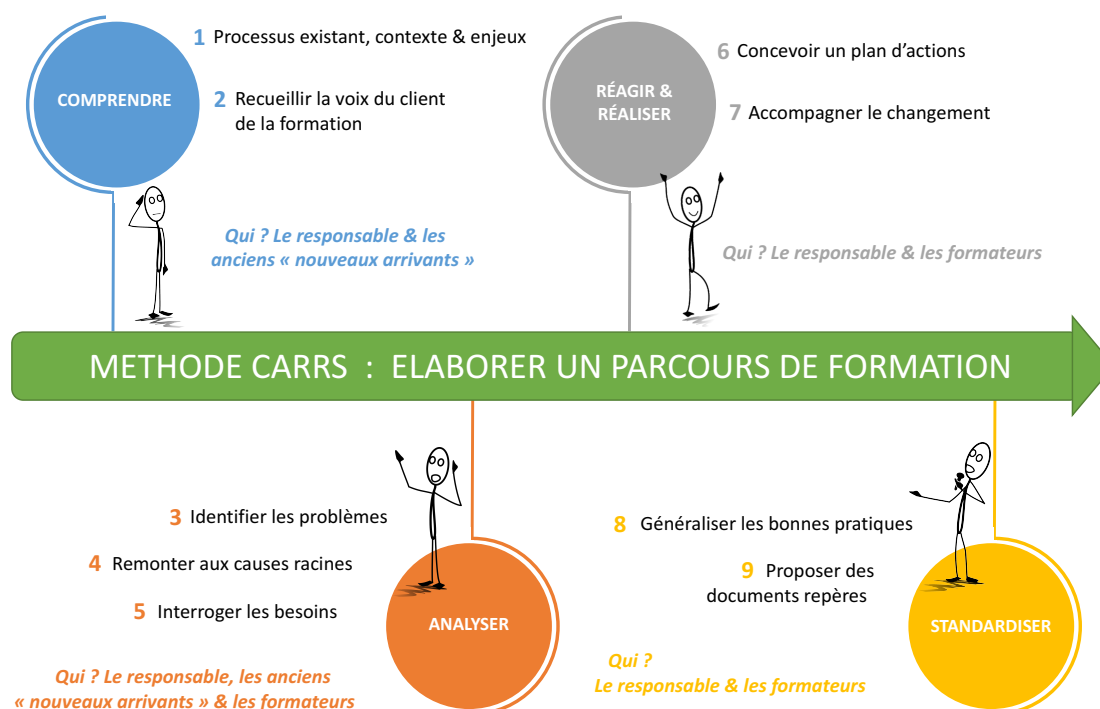 COMPRENDRE
1 Processus existant, contexte & enjeux
2 Recueillir la voix du client
de la formation
Qui ? Le responsable & les
anciens « nouveaux arrivants »
RÉAGIR &
RÉALISER
6 Concevoir un plan d’actions
7 Accompagner le changement
Qui ? Le responsable & les formateurs
METHODE CARRS : ELABORER UN PARCOURS DE FORMATION
3 Identifier les problèmes
4 Remonter aux causes racines
5 Interroger les besoins
ANALYSER
Qui ? Le responsable, les anciens
« nouveaux arrivants » & les formateurs
8 Généraliser les bonnes pratiques
9 Proposer des
documents repères
STANDARDISER
Qui ?
Le responsable & les formateurs